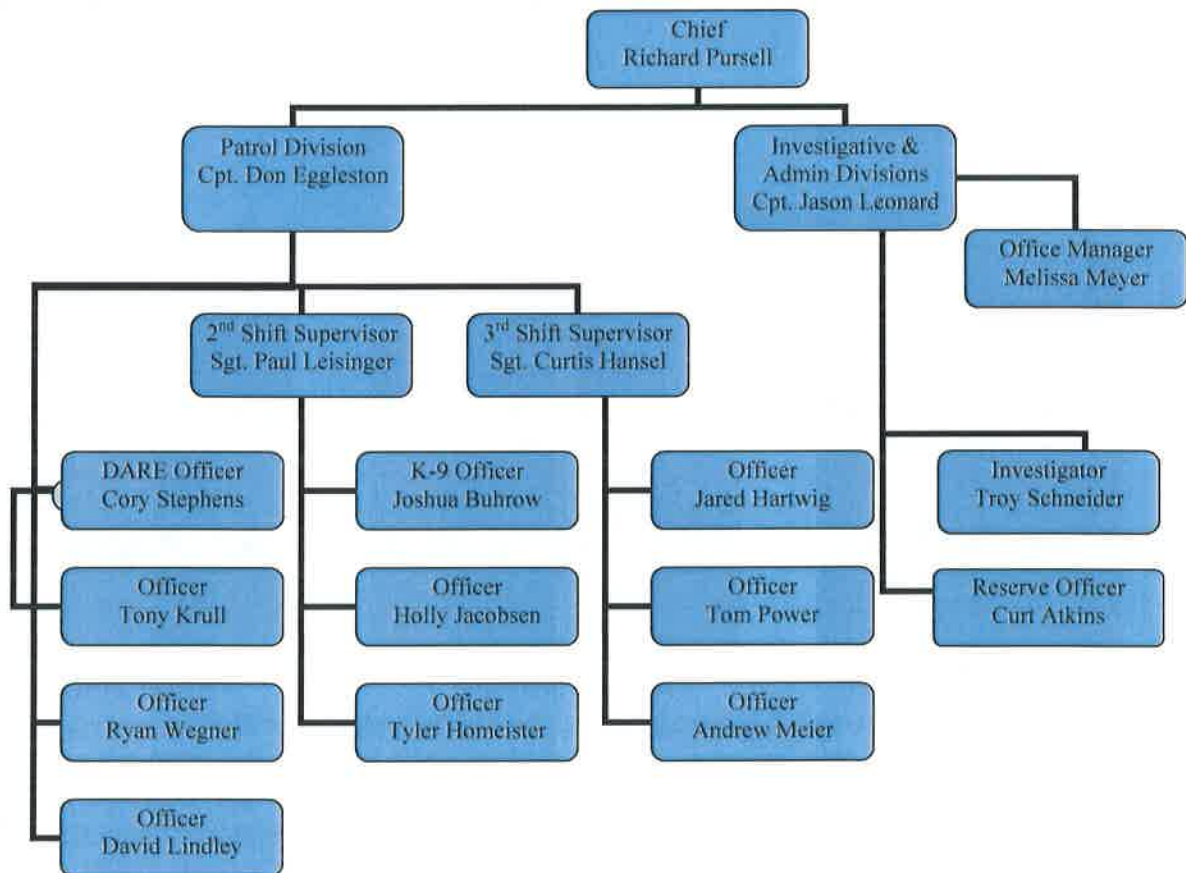 Chief
Richard Pursell
Patrol Division
Cpt. Don Eggleston
Investigative &
Admin Divisions
Cpt. Jason Leonard
Office Manager
Melissa Meyer
2nd Shift Supervisor
Sgt. Paul Leisinger
3rd Shift Supervisor
Sgt. Curtis Hansel
DARE Officer
Cory Stephens
K-9 Officer
Joshua Buhrow
Officer
Jared Hartwig
Investigator
Troy Schneider
Officer
Tony Krull
Officer
Holly Jacobsen
Officer
Tom Power
Reserve Officer
Curt Atkins
Officer
Ryan Wegner
Officer
Tyler Homeister
Officer
Andrew Meier
Officer
David Lindley